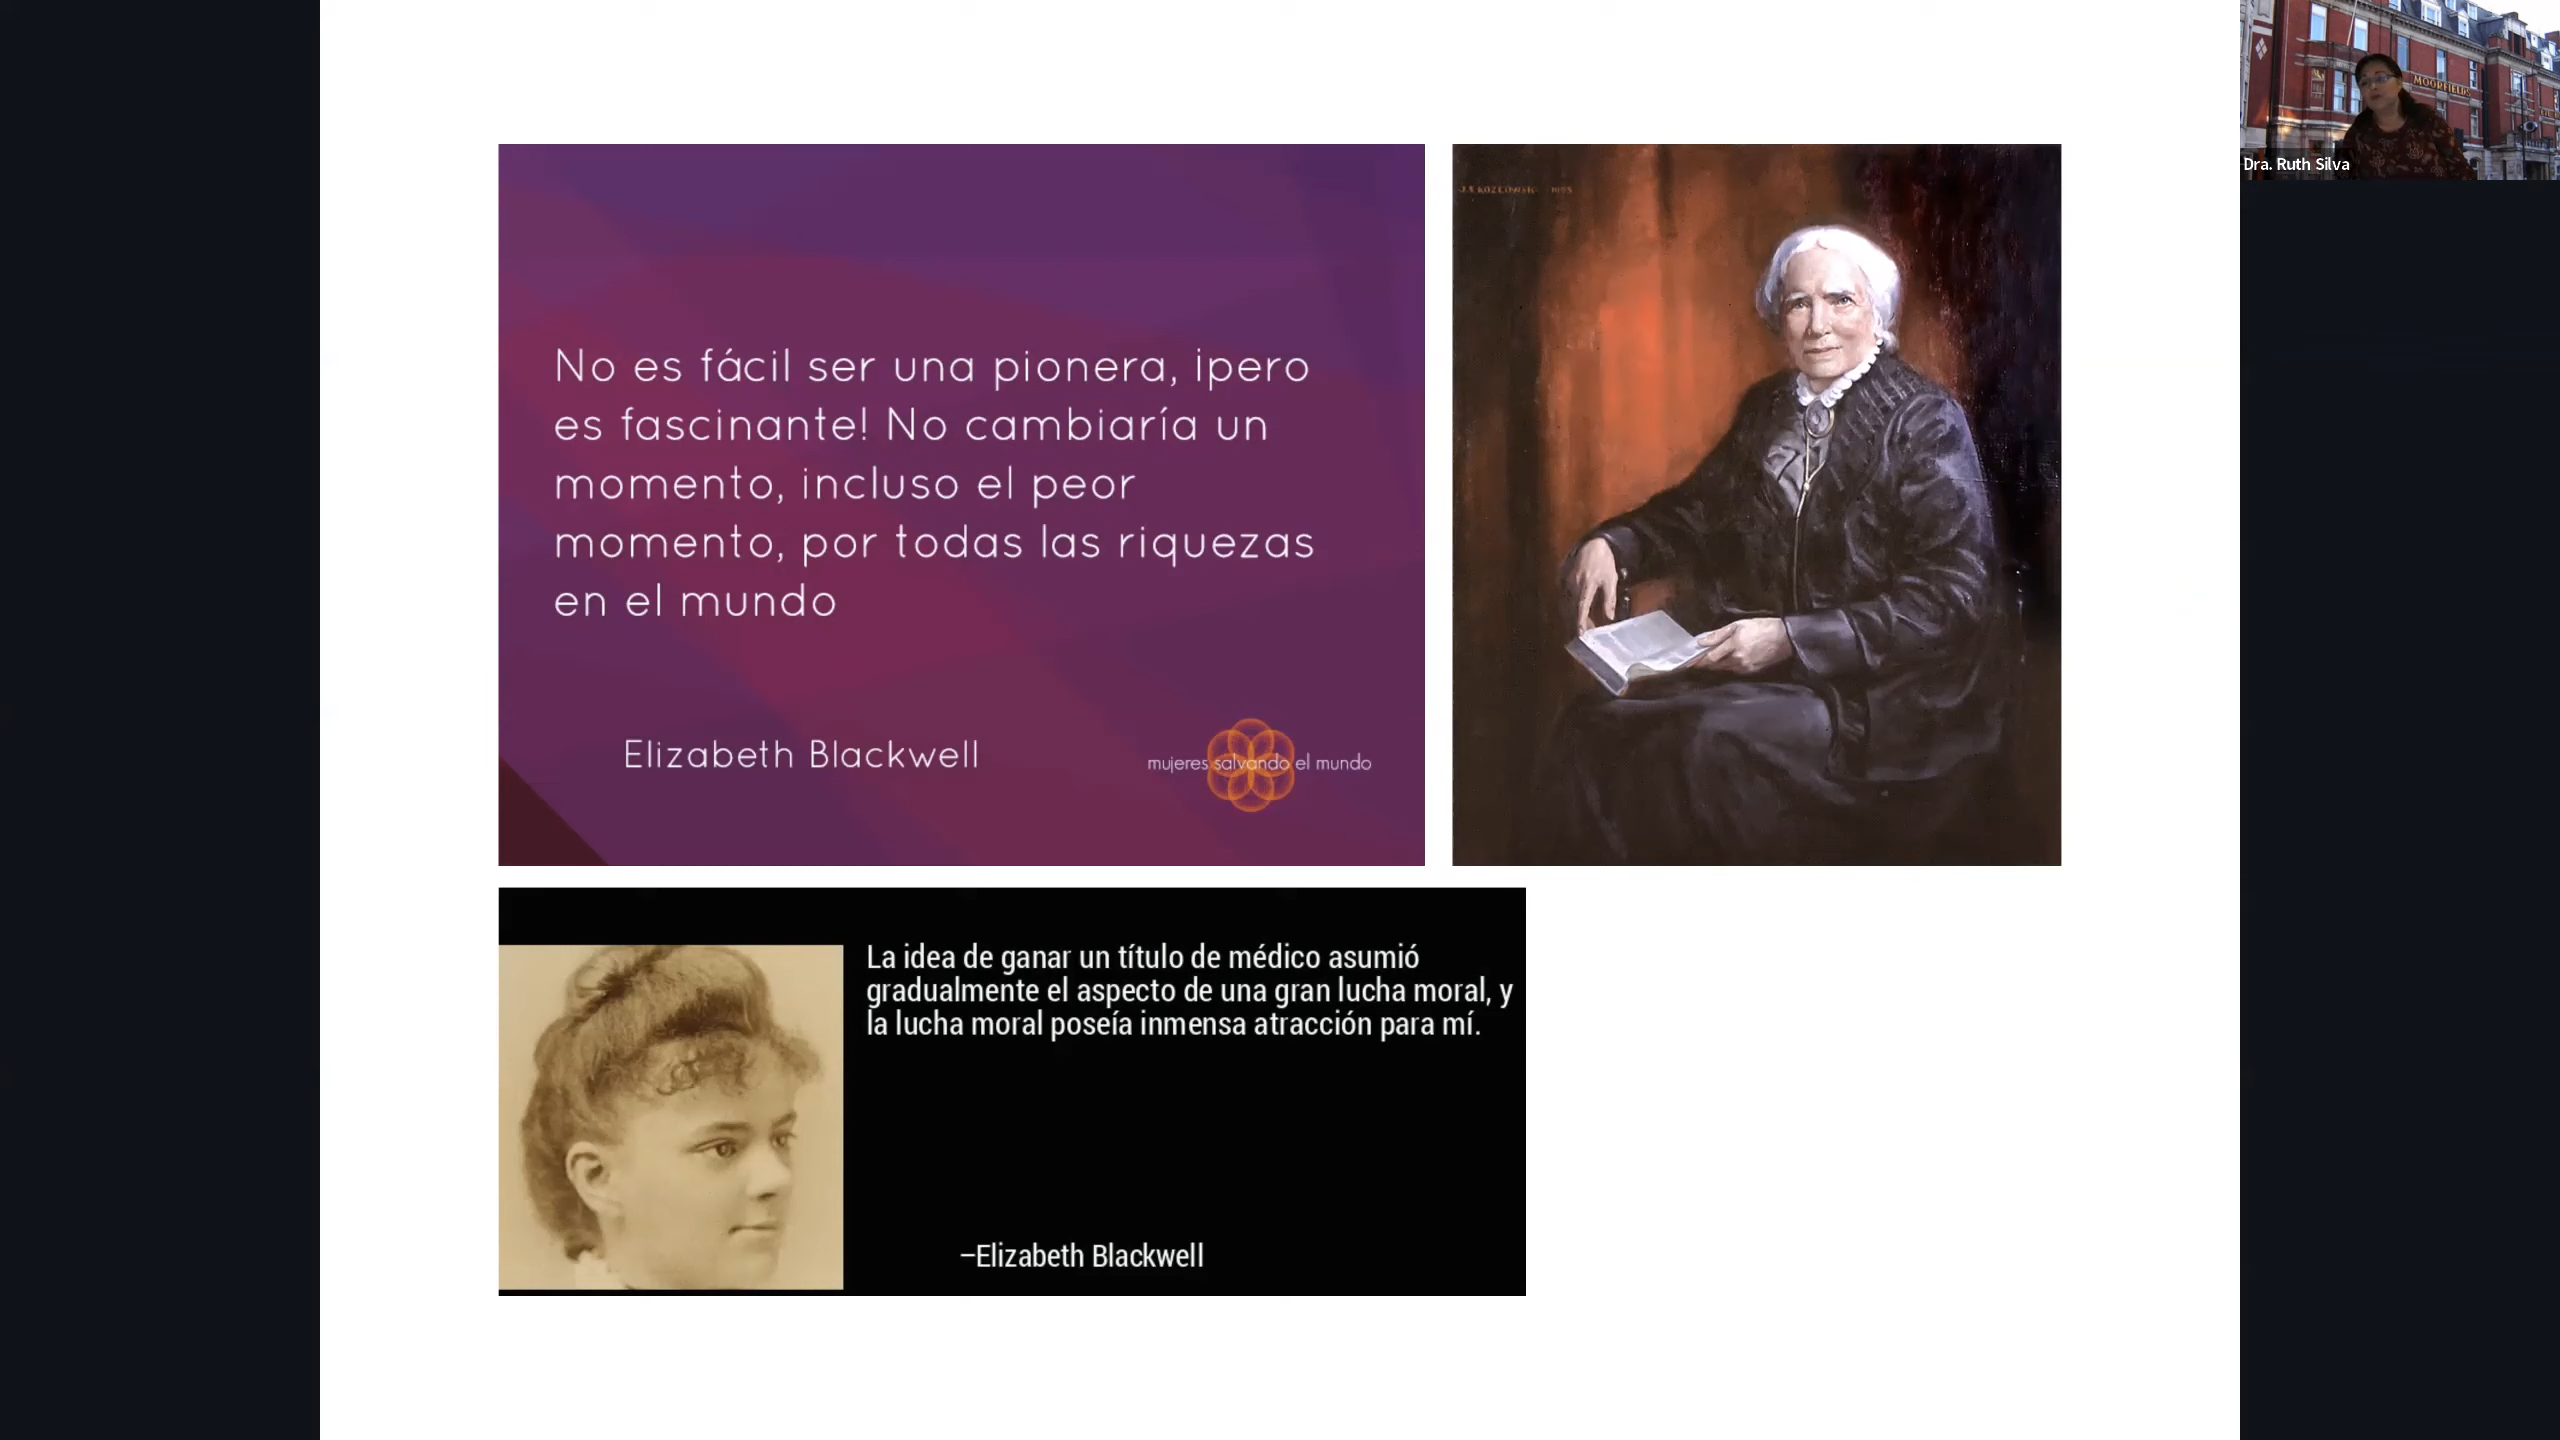 No es fácil ser una pionera, ¡pero
es fascinante! No cambiaría un
momento, incluso el peor
momento, por todas las riquezas
en el mundo
Elizabeth Blackwell
mujeres salvando el mundo
MOORFIELDS
Dra. Ruth Silva
La idea de ganar un título de médico asumió
gradualmente el aspecto de una gran lucha moral, y
la lucha moral poseía inmensa atracción para mí.
–Elizabeth Blackwell